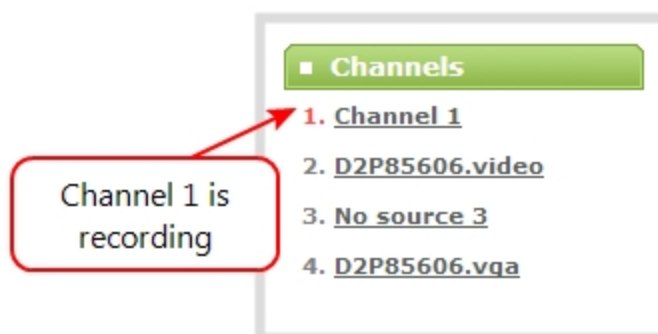 Channels
1. Channel 1
2. D2P85606.video
3. No source 3
4. D2P85606.vga
Channel 1 is
recording